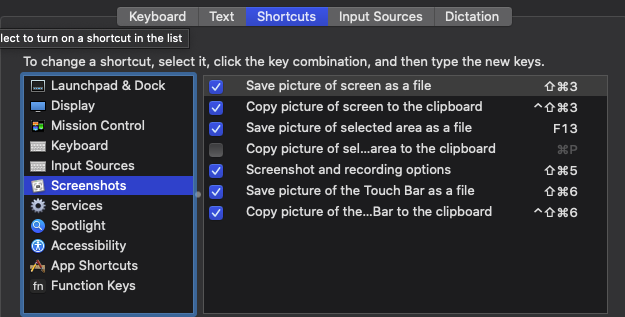 Keyboard Text Shortcuts Input Sources Dictation
lect to turn on a shortcut in the list
To change a shortcut, select it, click the key combination, and then type the new keys.
Launchpad & Dock
Display
Mission Control
Keyboard
Input Sources
Screenshots
Services
Spotlight
Accessibility
App Shortcuts
fn Function Keys
Save picture of screen as a file ⇧⌘3
Copy picture of screen to the clipboard ^⇧⌘3
Save picture of selected area as a file F13
Copy picture of sel...area to the clipboard ⌘P
Screenshot and recording options ⇧⌘5
Save picture of the Touch Bar as a file ⇧⌘6
Copy picture of the...Bar to the clipboard ^⇧⌘6